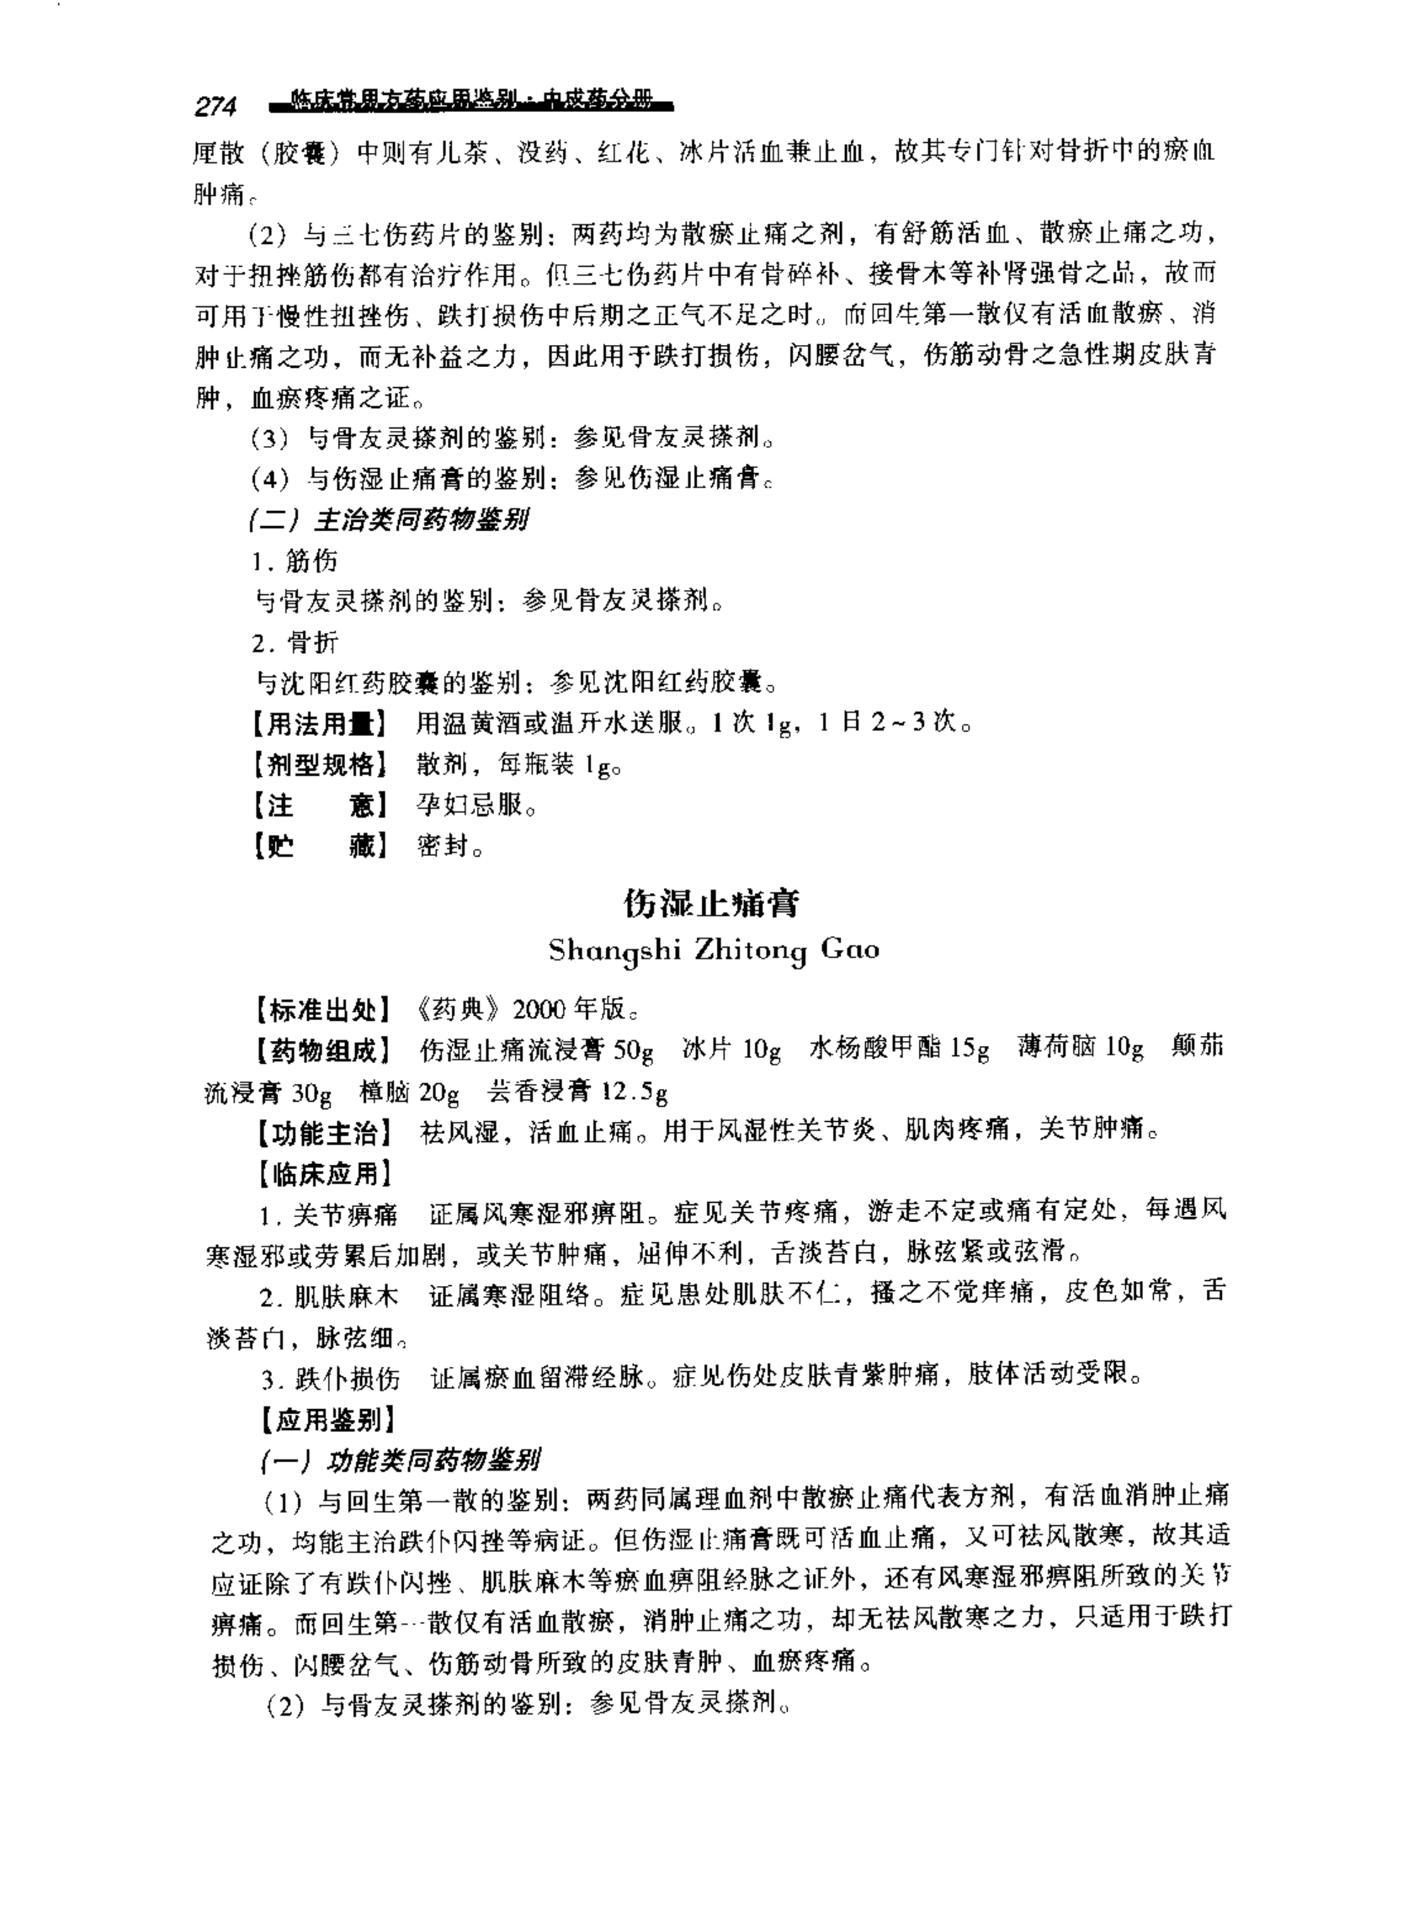 274 临床常用方药应用鉴别·中成药分册
厘散（胶囊）中则有儿茶、没药、红花、冰片活血兼止血，故其专门针对骨折中的瘀血
肿痛。
（2）与三七伤药片的鉴别：两药均为散瘀止痛之剂，有舒筋活血、散瘀止痛之功，
对于扭挫筋伤都有治疗作用。但三七伤药片中有骨碎补、接骨木等补肾强骨之品，故而
可用于慢性扭挫伤、跌打损伤中后期之正气不足之时。而回生第一散仅有活血散瘀、消
肿止痛之功，而无补益之力，因此用于跌打损伤，闪腰岔气，伤筋动骨之急性期皮肤青
肿，血瘀疼痛之证。
（3）与骨友灵搽剂的鉴别：参见骨友灵搽剂。
（4）与伤湿止痛膏的鉴别：参见伤湿止痛膏。
（二）主治类同药物鉴别
1. 筋伤
与骨友灵搽剂的鉴别：参见骨友灵搽剂。
2. 骨折
与沈阳红药胶囊的鉴别：参见沈阳红药胶囊。
【用法用量】 用温黄酒或温开水送服。1次1g，1日2~3次。
【剂型规格】 散剂，每瓶装1g。
【注　　意】 孕妇忌服。
【贮　　藏】 密封。
伤湿止痛膏
Shangshi Zhitong Gao
【标准出处】《药典》2000年版。
【药物组成】 伤湿止痛流浸膏50g　冰片10g　水杨酸甲酯15g　薄荷脑10g　颠茄
流浸膏30g　樟脑20g　芸香浸膏12.5g
【功能主治】 祛风湿，活血止痛。用于风湿性关节炎、肌肉疼痛，关节肿痛。
【临床应用】
1. 关节痹痛　证属风寒湿邪痹阻。症见关节疼痛，游走不定或痛有定处，每遇风
寒湿邪或劳累后加剧，或关节肿痛，屈伸不利，舌淡苔白，脉弦紧或弦滑。
2. 肌肤麻木　证属寒湿阻络。症见患处肌肤不仁，搔之不觉痒痛，皮色如常，舌
淡苔白，脉弦细。
3. 跌仆损伤　证属瘀血留滞经脉。症见伤处皮肤青紫肿痛，肢体活动受限。
【应用鉴别】
（一）功能类同药物鉴别
（1）与回生第一散的鉴别：两药同属理血剂中散瘀止痛代表方剂，有活血消肿止痛
之功，均能主治跌仆闪挫等病证。但伤湿止痛膏既可活血止痛，又可祛风散寒，故其适
应证除了有跌仆闪挫、肌肤麻木等瘀血痹阻经脉之证外，还有风寒湿邪痹阻所致的关节
痹痛。而回生第一散仅有活血散瘀，消肿止痛之功，却无祛风散寒之力，只适用于跌打
损伤、闪腰岔气、伤筋动骨所致的皮肤青肿、血瘀疼痛。
（2）与骨友灵搽剂的鉴别：参见骨友灵搽剂。